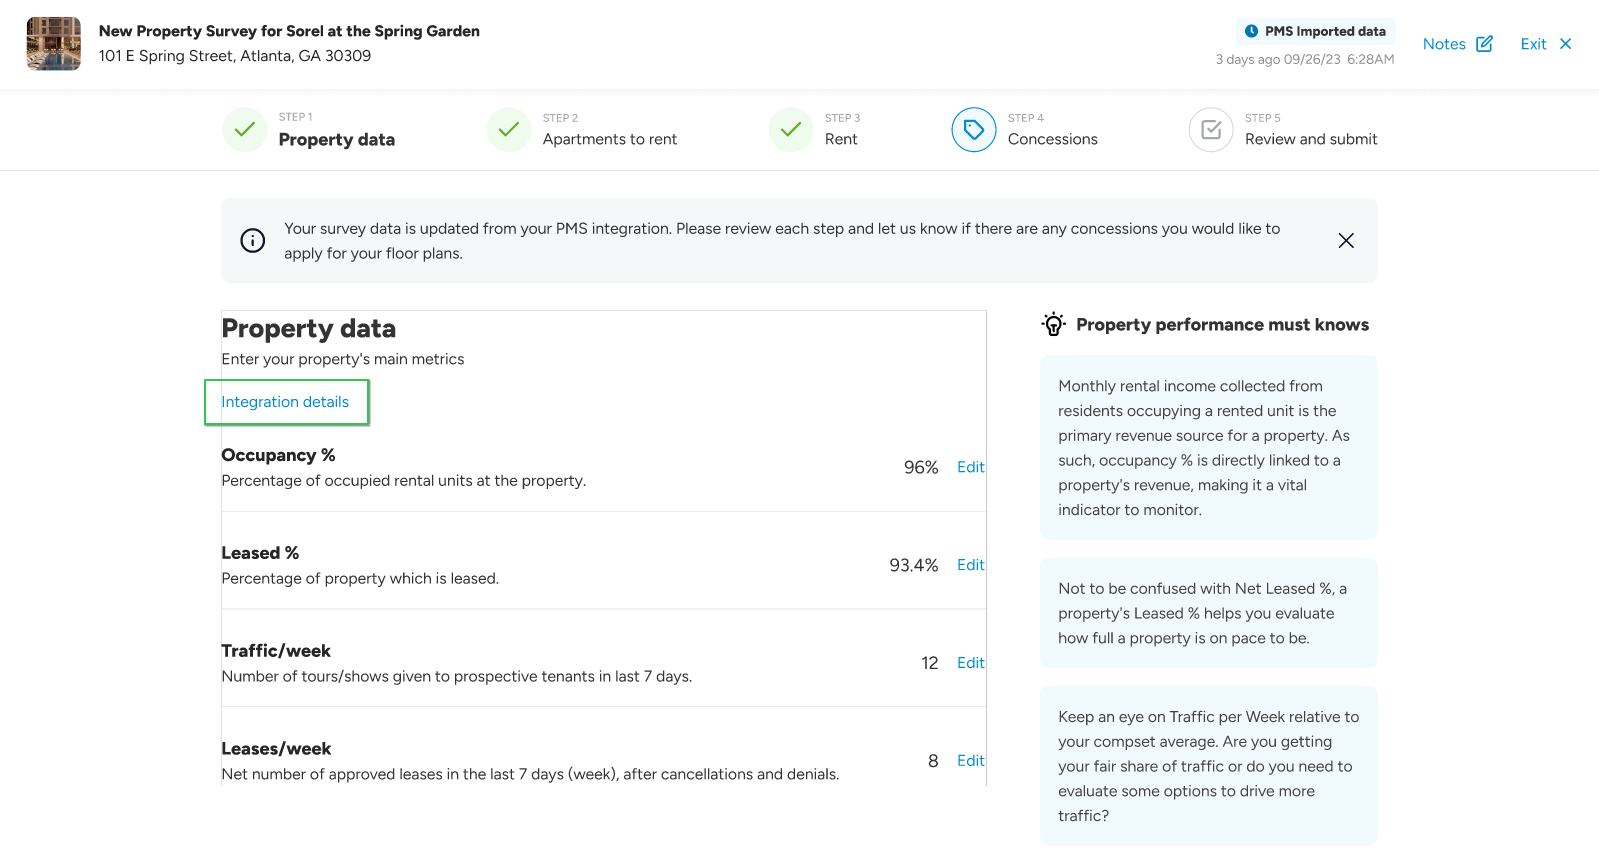 New Property Survey for Sorel at the Spring Garden
101 E Spring Street, Atlanta, GA 30309
PMS Imported data
3 days ago 09/26/23 6:28AM
Notes
Exit
STEP 1
Property data
STEP 2
Apartments to rent
STEP 3
Rent
STEP 4
Concessions
STEP 5
Review and submit
Your survey data is updated from your PMS integration. Please review each step and let us know if there are any concessions you would like to
apply for your floor plans.
Property data
Enter your property's main metrics
Integration details
Occupancy %
Percentage of occupied rental units at the property.
96% Edit
Leased %
Percentage of property which is leased.
93.4% Edit
Traffic/week
Number of tours/shows given to prospective tenants in last 7 days.
12 Edit
Leases/week
Net number of approved leases in the last 7 days (week), after cancellations and denials.
8 Edit
Property performance must knows
Monthly rental income collected from
residents occupying a rented unit is the
primary revenue source for a property. As
such, occupancy % is directly linked to a
property's revenue, making it a vital
indicator to monitor.
Not to be confused with Net Leased %, a
property's Leased % helps you evaluate
how full a property is on pace to be.
Keep an eye on Traffic per Week relative to
your compset average. Are you getting
your fair share of traffic or do you need to
evaluate some options to drive more
traffic?